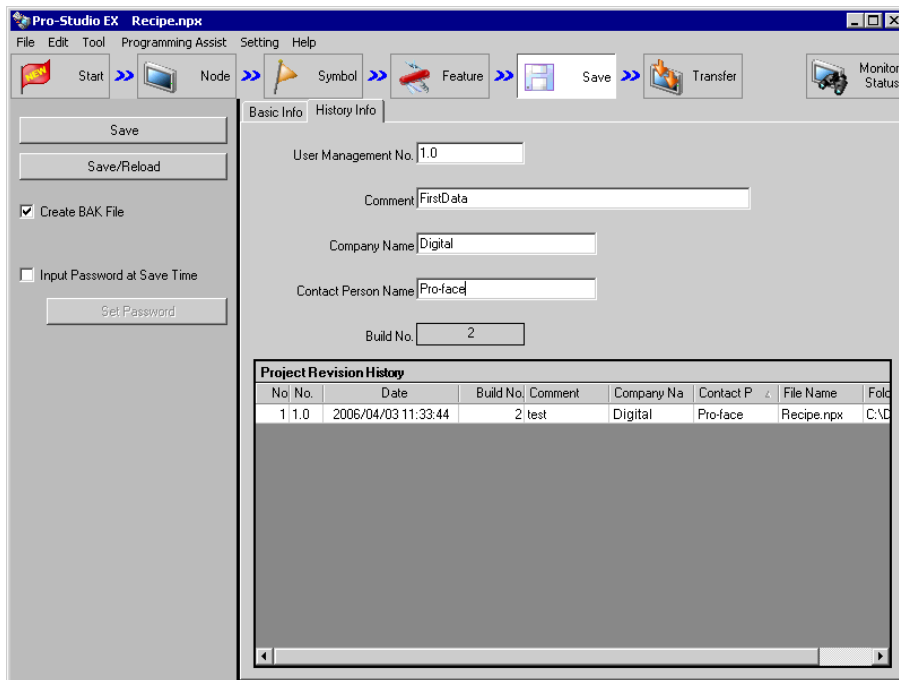 Pro-Studio EX Recipe.npx
File Edit Tool Programming Assist Setting Help
NEW Start Node Symbol Feature Save Transfer Monitor Status
Save
Save/Reload
Create BAK File
Input Password at Save Time
Set Password
Basic Info History Info
User Management No. 1.0
Comment FirstData
Company Name Digital
Contact Person Name Pro-face
Build No. 2
Project Revision History
No No. Date Build No. Comment Company Na Contact P File Name Fold
1 1.0 2006/04/03 11:33:44 2 test Digital Pro-face Recipe.npx C:\D